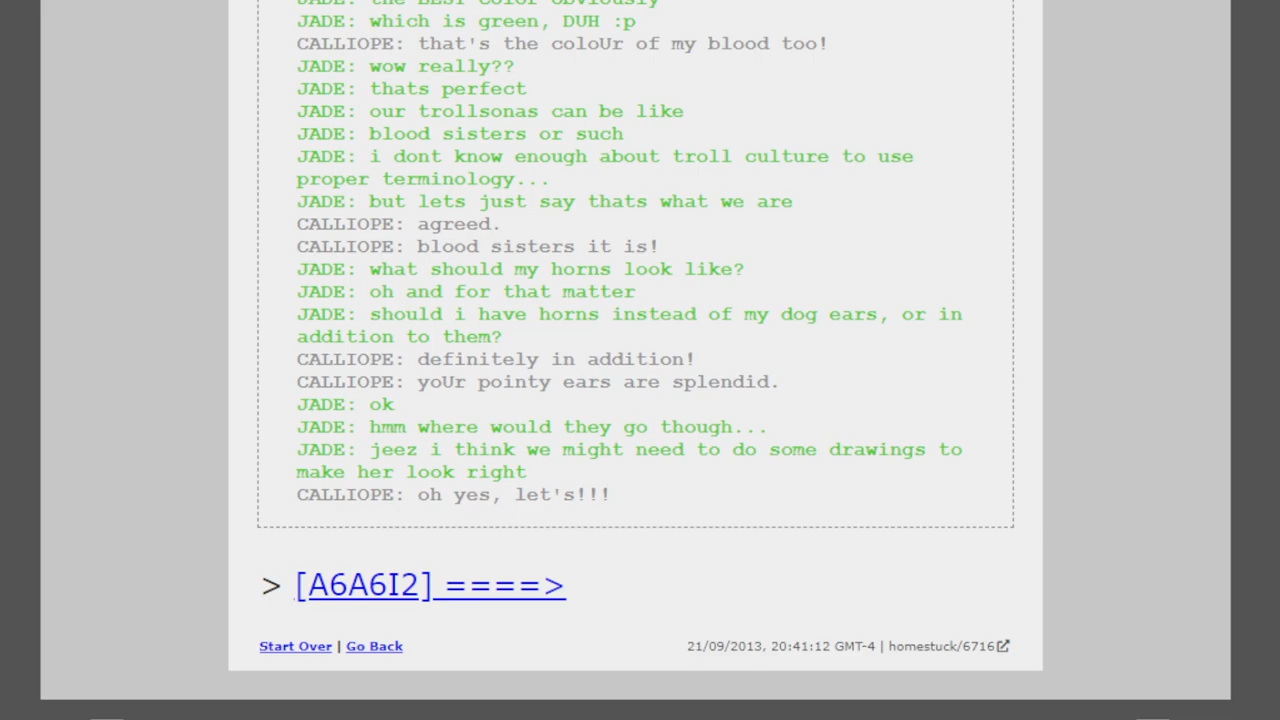 JADE: the BEST color obviously
JADE: which is green, DUH :p
CALLIOPE: that's the coloUr of my blood too!
JADE: wow really??
JADE: thats perfect
JADE: our trollsonas can be like
JADE: blood sisters or such
JADE: i dont know enough about troll culture to use
proper terminology...
JADE: but lets just say thats what we are
CALLIOPE: agreed.
CALLIOPE: blood sisters it is!
JADE: what should my horns look like?
JADE: oh and for that matter
JADE: should i have horns instead of my dog ears, or in
addition to them?
CALLIOPE: definitely in addition!
CALLIOPE: yoUr pointy ears are splendid.
JADE: ok
JADE: hmm where would they go though...
JADE: jeez i think we might need to do some drawings to
make her look right
CALLIOPE: oh yes, let's!!!
> [A6A6I2] ====>
Start Over | Go Back
21/09/2013, 20:41:12 GMT-4 | homestuck/6716